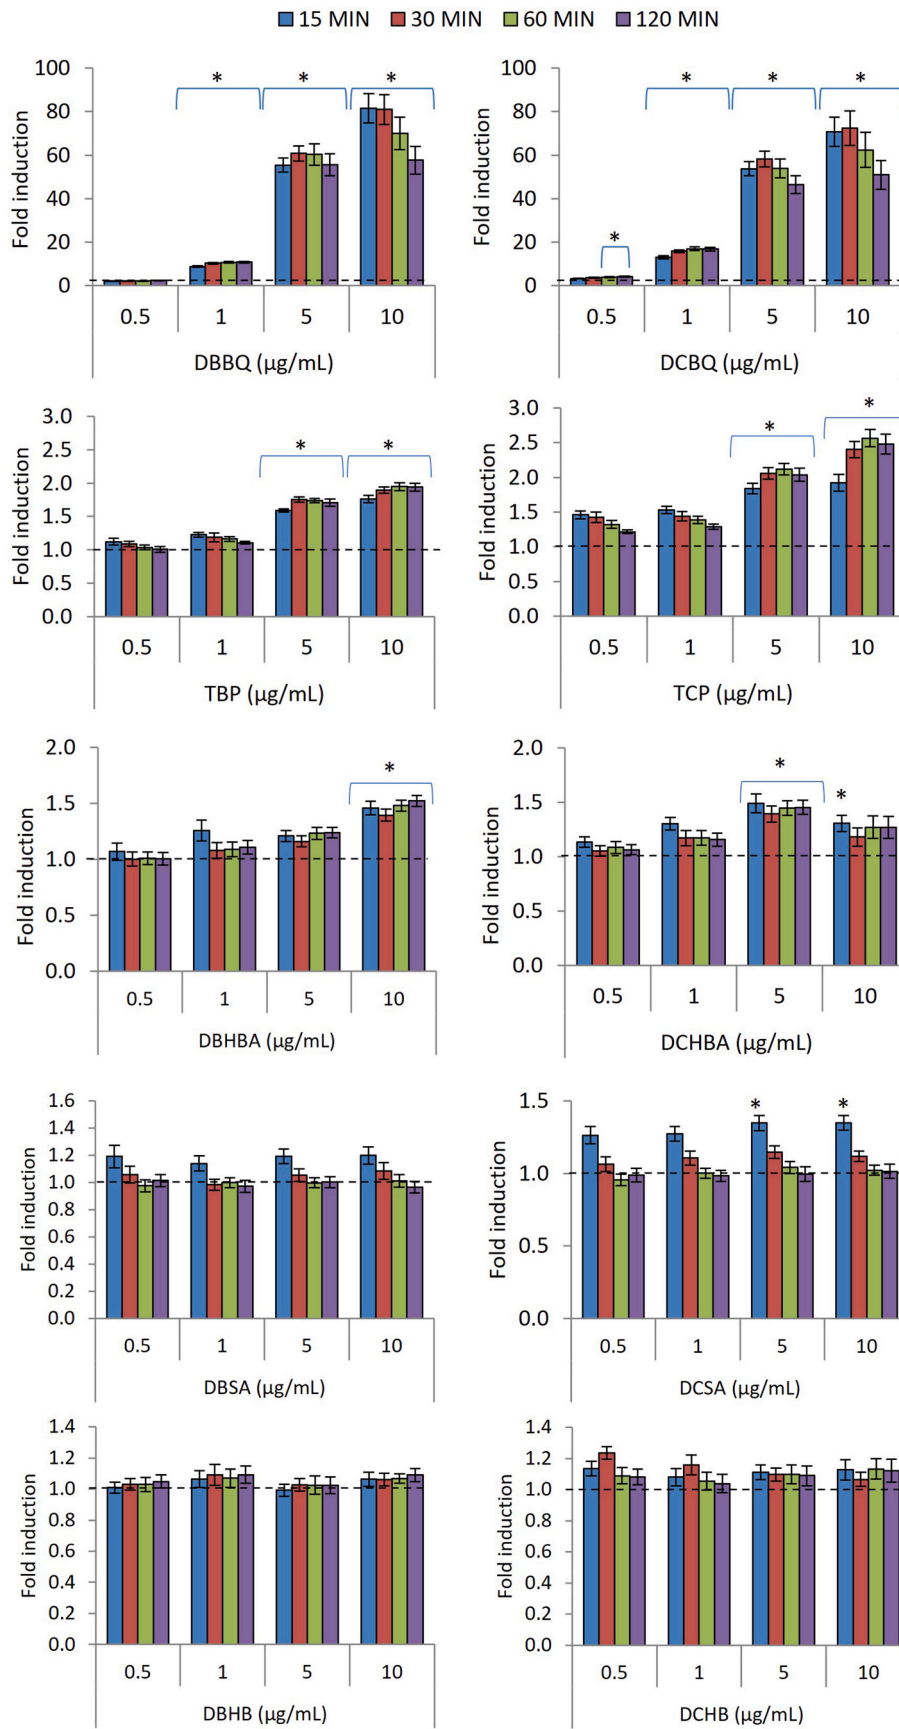 15 MIN 30 MIN 60 MIN 120 MIN
100
80
60
40
20
0
Fold induction
* * *
0.5 1 5 10
DBBQ (µg/mL)
100
80
60
40
20
0
Fold induction
* * * *
0.5 1 5 10
DCBQ (µg/mL)
3.0
2.5
2.0
1.5
1.0
0.5
0.0
Fold induction
* *
0.5 1 5 10
TBP (µg/mL)
3.0
2.5
2.0
1.5
1.0
0.5
0.0
Fold induction
* *
0.5 1 5 10
TCP (µg/mL)
2.0
1.5
1.0
0.5
0.0
Fold induction
*
0.5 1 5 10
DBHBA (µg/mL)
2.0
1.5
1.0
0.5
0.0
Fold induction
* *
0.5 1 5 10
DCHBA (µg/mL)
1.6
1.4
1.2
1.0
0.8
0.6
0.4
0.2
0.0
Fold induction
0.5 1 5 10
DBSA (µg/mL)
1.5
1.0
0.5
0.0
Fold induction
* *
0.5 1 5 10
DCSA (µg/mL)
1.4
1.2
1.0
0.8
0.6
0.4
0.2
0.0
Fold induction
0.5 1 5 10
DBHB (µg/mL)
1.4
1.2
1.0
0.8
0.6
0.4
0.2
0.0
Fold induction
0.5 1 5 10
DCHB (µg/mL)